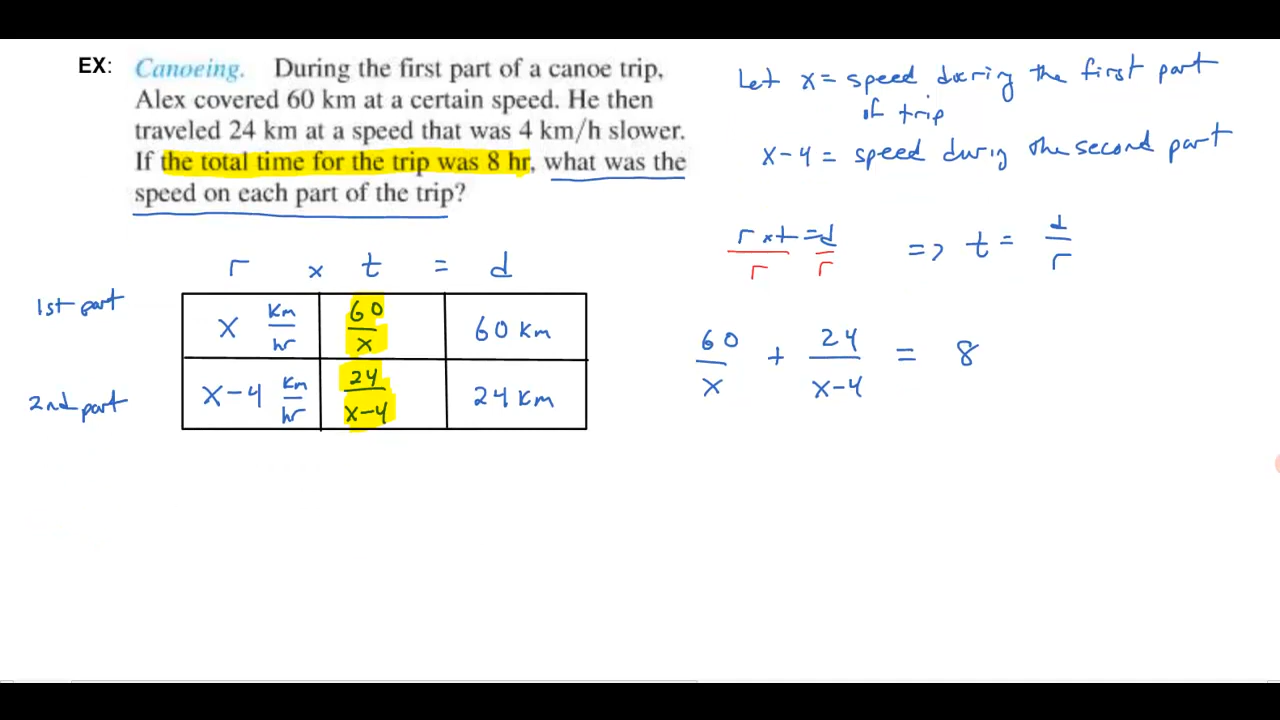 EX: Canoeing. During the first part of a canoe trip,
Alex covered 60 km at a certain speed. He then
traveled 24 km at a speed that was 4 km/h slower.
If the total time for the trip was 8 hr, what was the
speed on each part of the trip?
Let x = speed during the first part
of trip
x-4 = speed durig the second part
r x t = d
1st part
x km/hr 60/x 60 km
2nd part
x-4 km/hr 24/x-4 24 km
r x t = d => t = d/r
r r
60/x + 24/x-4 = 8